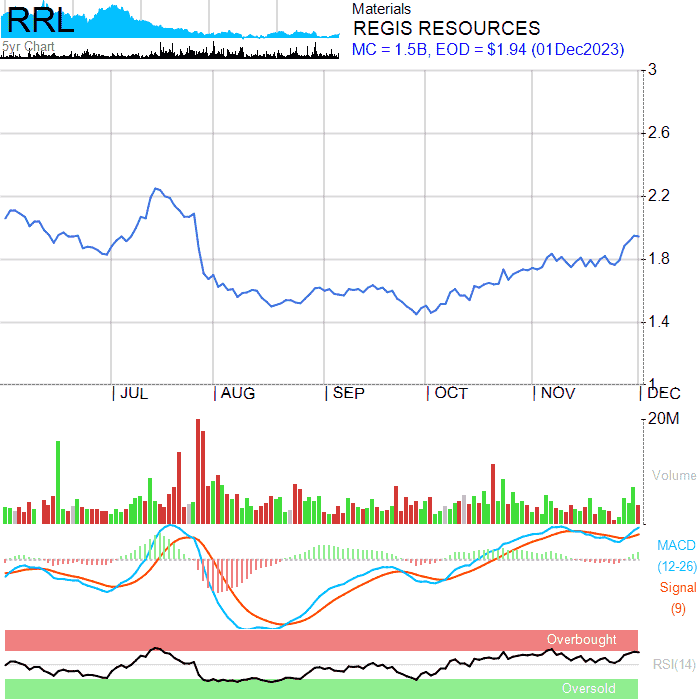 RRL
5yr Chart
Materials
REGIS RESOURCES
MC = 1.5B, EOD = $1.94 (01Dec2023)
3
2.6
2.2
1.8
1.4
1
JUL AUG SEP OCT NOV DEC
20M
Volume
MACD
(12-26)
Signal
(9)
Overbought
RSI(14)
Oversold